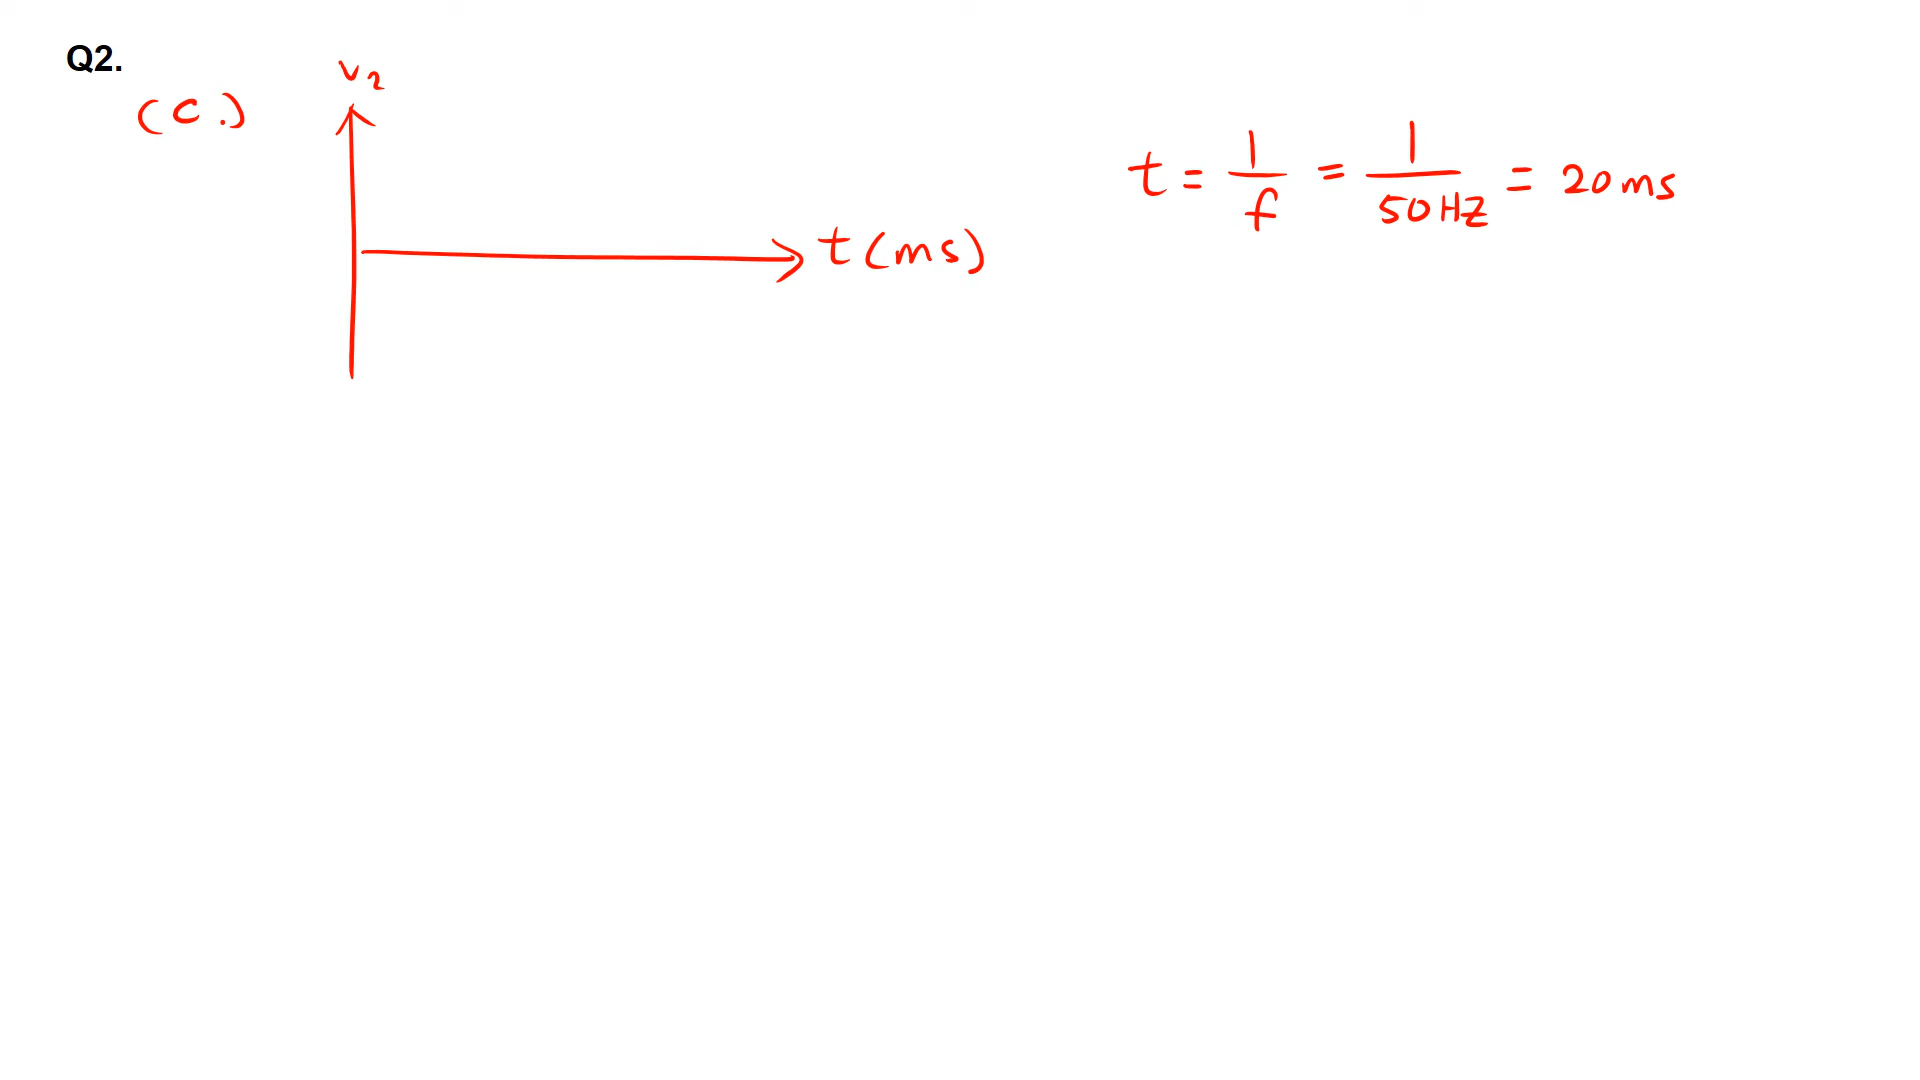 Q2.
(c.)
v2
t = 1/f = 1/50HZ = 20ms
t(ms)